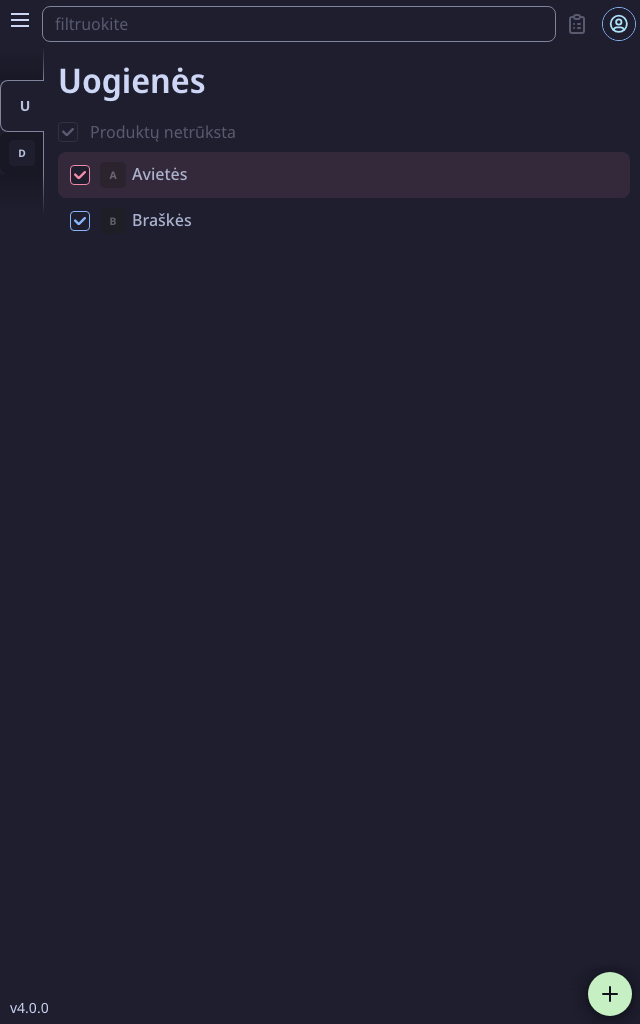 filtruokite
Uogienės
U
Produktų netrūksta
D
A Avietės
B Braškės
v4.0.0